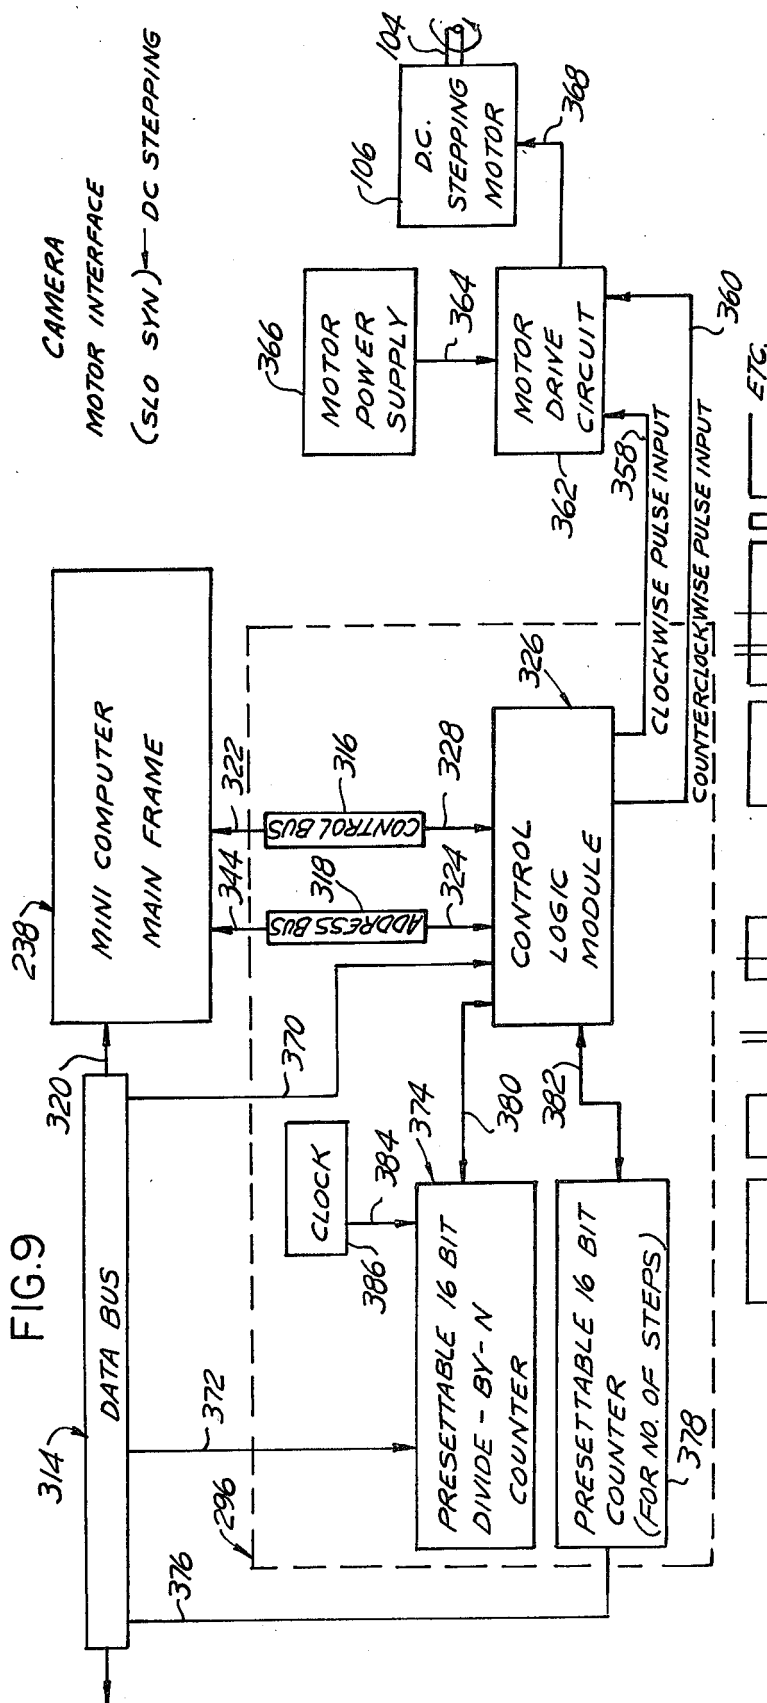 FIG.9
CAMERA
MOTOR INTERFACE
(SLO SYN) DC STEPPING
314
DATA BUS
320
238
MINI COMPUTER
MAIN FRAME
376
372
370
344
322
296
CLOCK
386
384
ADDRESS BUS
318
CONTROL BUS
316
324
328
374
PRESETTABLE 16 BIT
DIVIDE-BY-N
COUNTER
380
CONTROL
LOGIC
MODULE
326
PRESETTABLE 16 BIT
COUNTER
(FOR NO. OF STEPS)
378
382
366
MOTOR
POWER
SUPPLY
364
362
MOTOR
DRIVE
CIRCUIT
358
CLOCKWISE PULSE INPUT
COUNTERCLOCKWISE PULSE INPUT
360
106
D.C.
STEPPING
MOTOR
104
368
ETC.